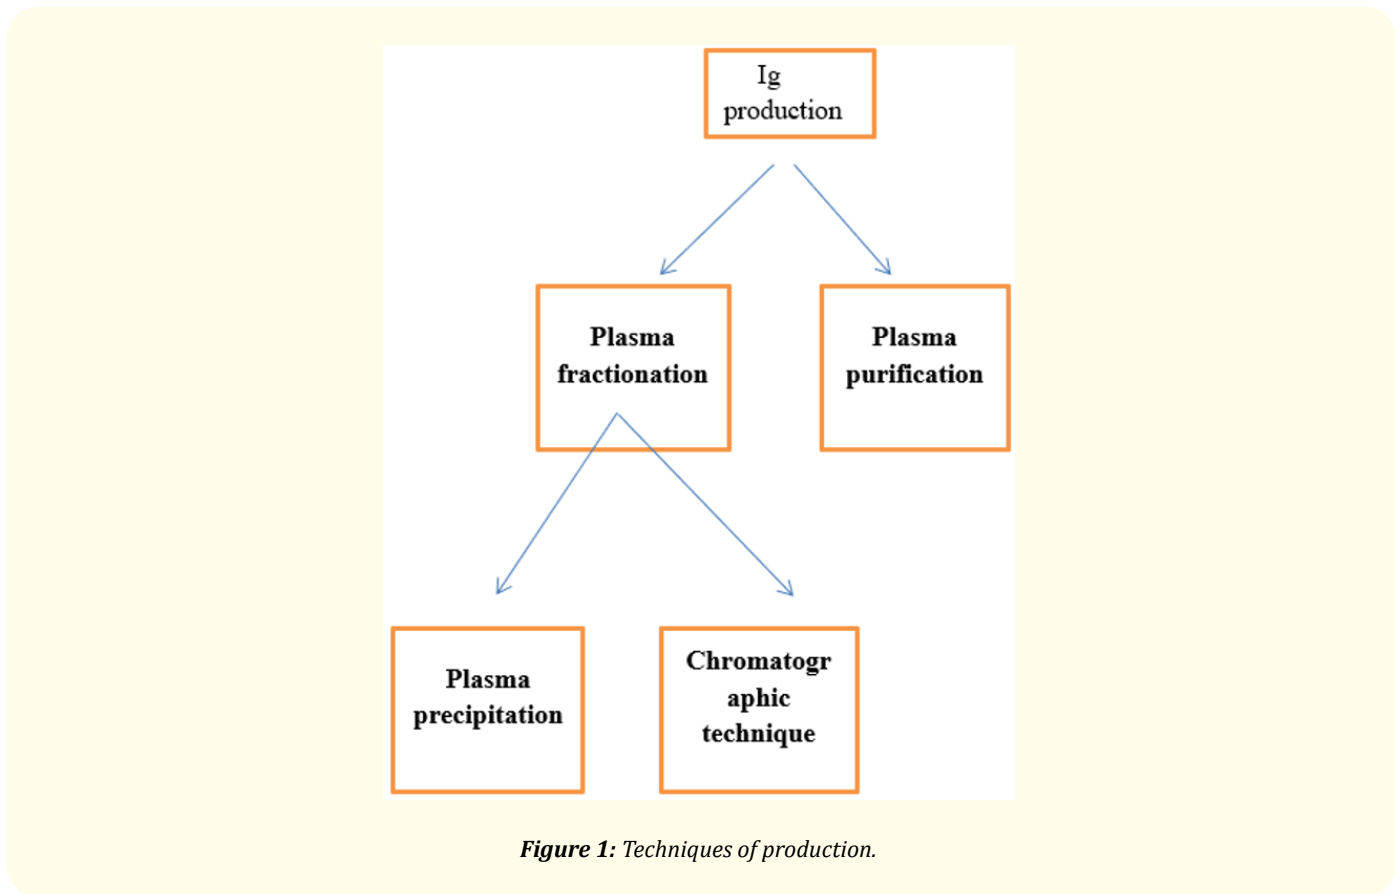 Ig
production
Plasma
fractionation
Plasma
purification
Plasma
precipitation
Chromatogr
aphic
technique
Figure 1: Techniques of production.